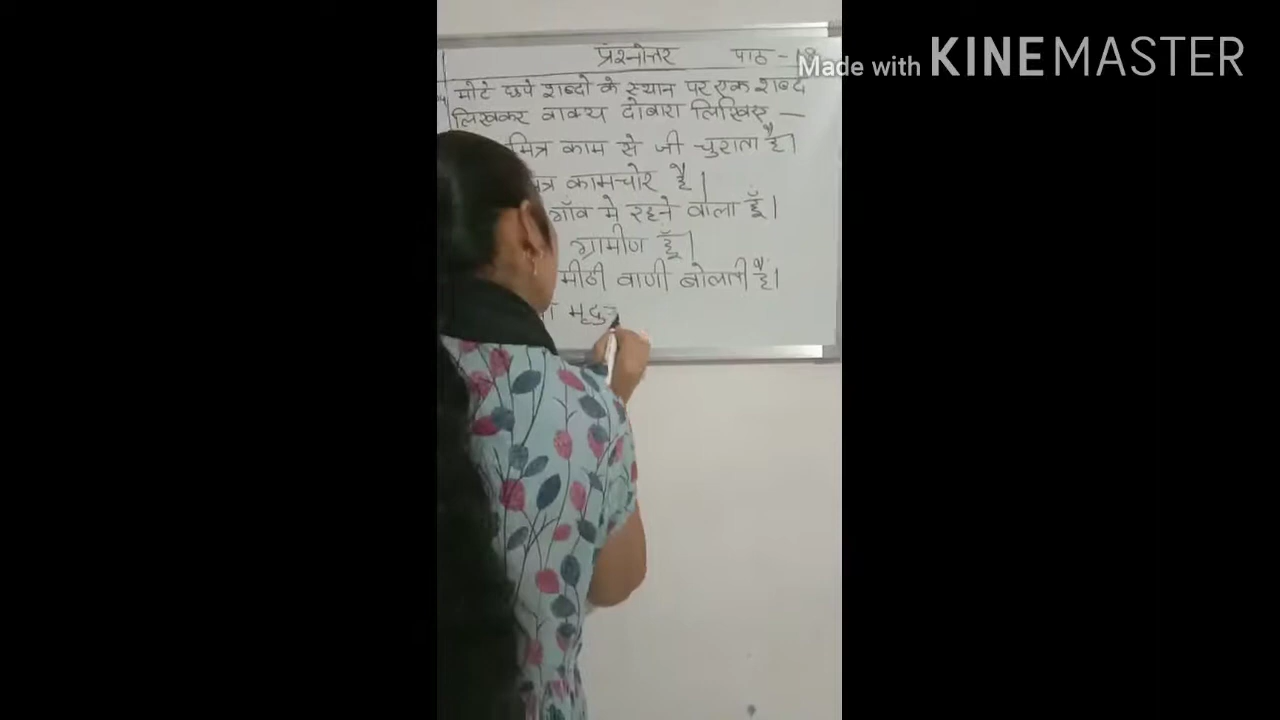 Made with KINEMASTER
प्रश्नोत्तर पाठ -
मोटे छपे शब्दो के स्थान पर एक शब्द
लिखकर वाक्य दोबारा लिखिए —
मित्र काम से जी चुराता है।
कामचोर है।
गाँव मे रहने वाला हूँ।
ग्रामीण हूँ।
मीठी वाणी बोलती है।
मृदु